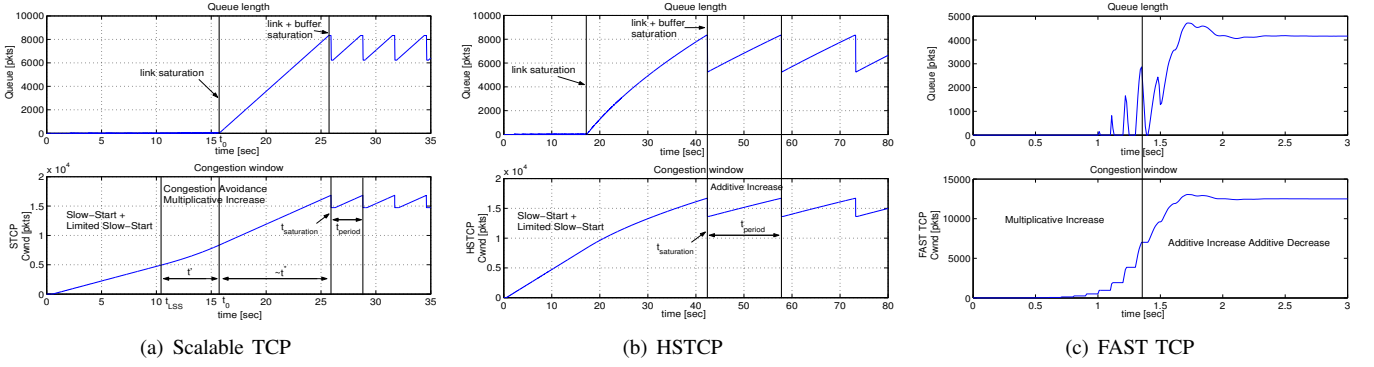 Queue length
Queue [pkts]
10000
8000
6000
4000
2000
0
link + buffer
saturation
link saturation
0 5 10 15 t0 20 25 30 35
time [sec]
Congestion window
x 10^4
STCP
Cwnd [pkts]
2
1.5
1
0.5
0
Congestion Avoidance
Multiplicative Increase
Slow−Start +
Limited Slow−Start
tsaturation
tperiod
t*
~t*
0 5 10 tLSS 15 t0 20 25 30 35
time [sec]
(a) Scalable TCP
Queue length
Queue [pkts]
10000
8000
6000
4000
2000
0
link + buffer
saturation
link saturation
0 10 20 30 40 50 60 70 80
time [sec]
Congestion window
x 10^4
HSTCP
Cwnd [pkts]
2
1.5
1
0.5
0
Additive Increase
Slow−Start +
Limited Slow−Start
tperiod
tsaturation
0 10 20 30 40 50 60 70 80
time [sec]
(b) HSTCP
Queue length
Queue [pkts]
5000
4000
3000
2000
1000
0
0 0.5 1 1.5 2 2.5 3
time [sec]
Congestion window
FAST TCP
Cwnd [pkts]
15000
10000
5000
0
Multiplicative Increase
Additive Increase Additive Decrease
0 0.5 1 1.5 2 2.5 3
time [sec]
(c) FAST TCP